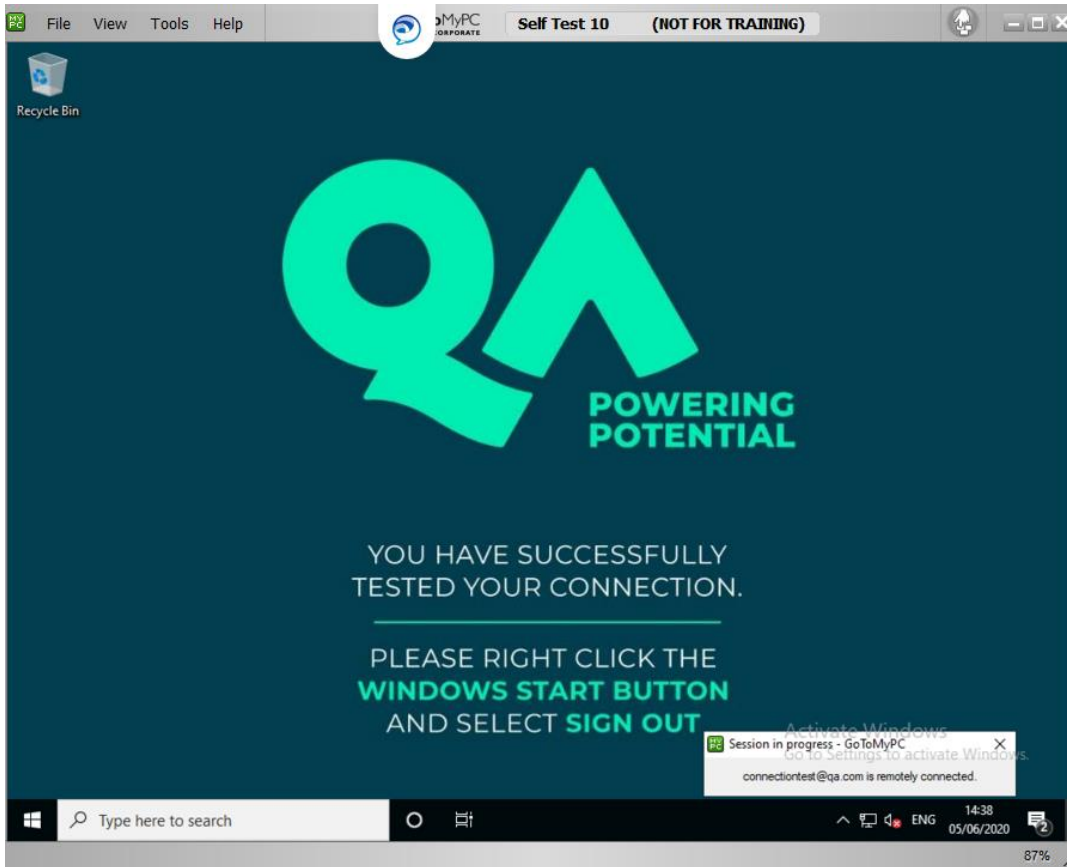 File View Tools Help
oMyPC
CORPORATE
Self Test 10 (NOT FOR TRAINING)
Recycle Bin
QA
POWERING
POTENTIAL
YOU HAVE SUCCESSFULLY
TESTED YOUR CONNECTION.
PLEASE RIGHT CLICK THE
WINDOWS START BUTTON
AND SELECT SIGN OUT
Activate Windows
Go to Settings to activate Windows.
Session in progress - GoToMyPC
connectiontest@qa.com is remotely connected.
Type here to search
ENG
14:38
05/06/2020
2
87%